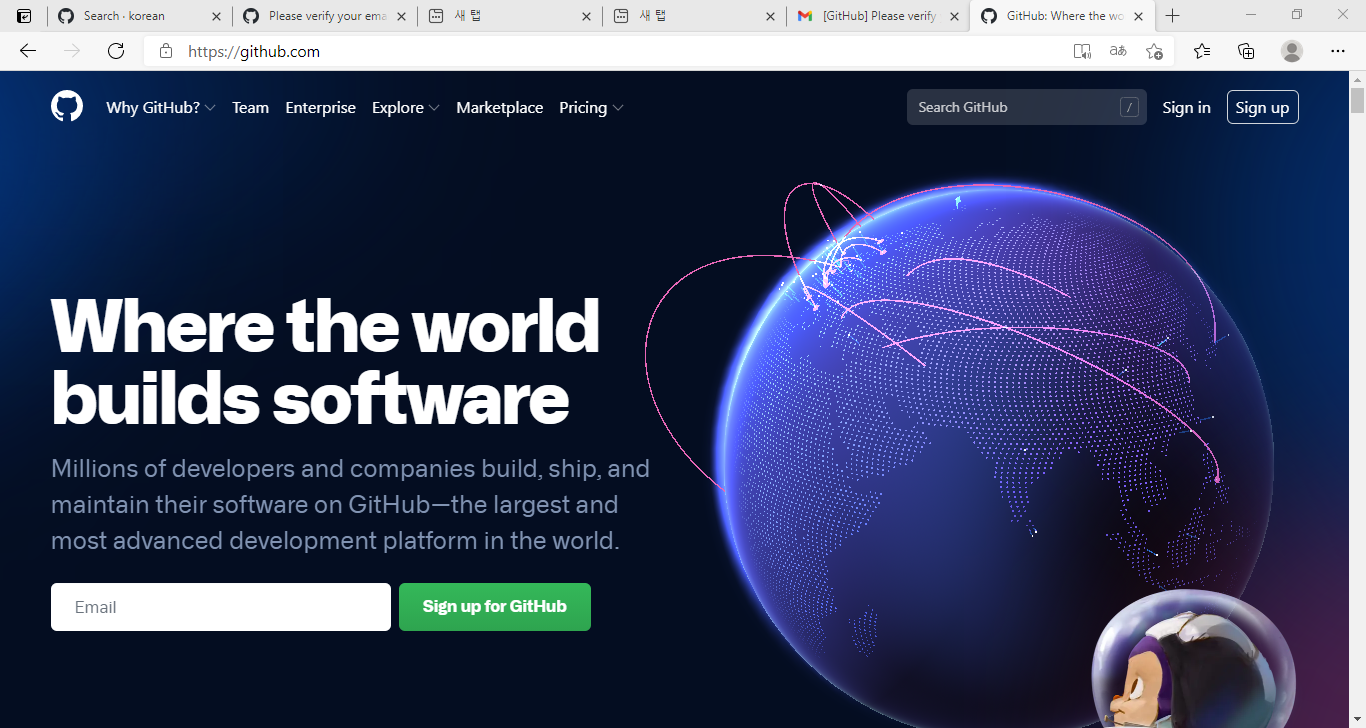 Search · korean
Please verify your ema
새 탭
새 탭
[GitHub] Please verify
GitHub: Where the wo
https://github.com
aあ
Why GitHub?
Team
Enterprise
Explore
Marketplace
Pricing
Search GitHub
/
Sign in
Sign up
Where the world
builds software
Millions of developers and companies build, ship, and
maintain their software on GitHub—the largest and
most advanced development platform in the world.
Email
Sign up for GitHub